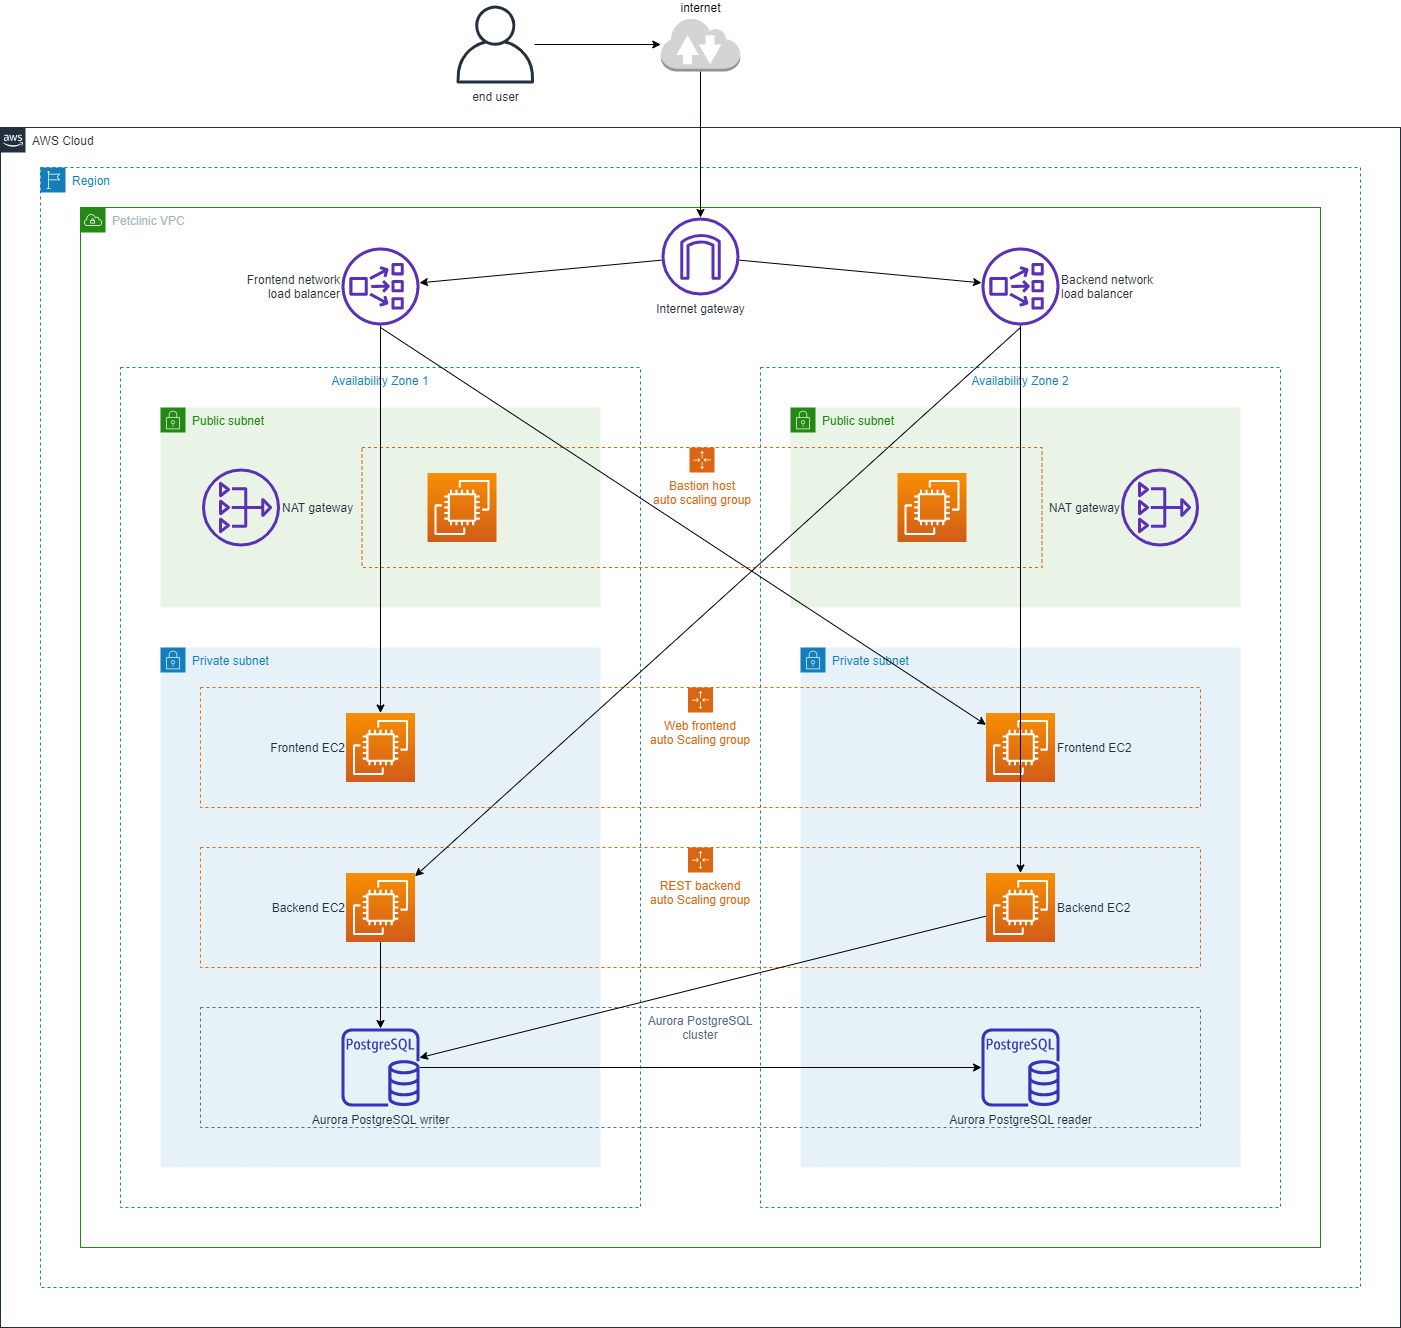 internet
end user
aws
AWS Cloud
Region
Petclinic VPC
Frontend network
load balancer
Backend network
load balancer
Internet gateway
Availability Zone 1
Availability Zone 2
Public subnet
Public subnet
Bastion host
auto scaling group
NAT gateway
NAT gateway
Private subnet
Private subnet
Web frontend
auto Scaling group
Frontend EC2
Frontend EC2
REST backend
auto Scaling group
Backend EC2
Backend EC2
Aurora PostgreSQL
cluster
PostgreSQL
PostgreSQL
Aurora PostgreSQL writer
Aurora PostgreSQL reader